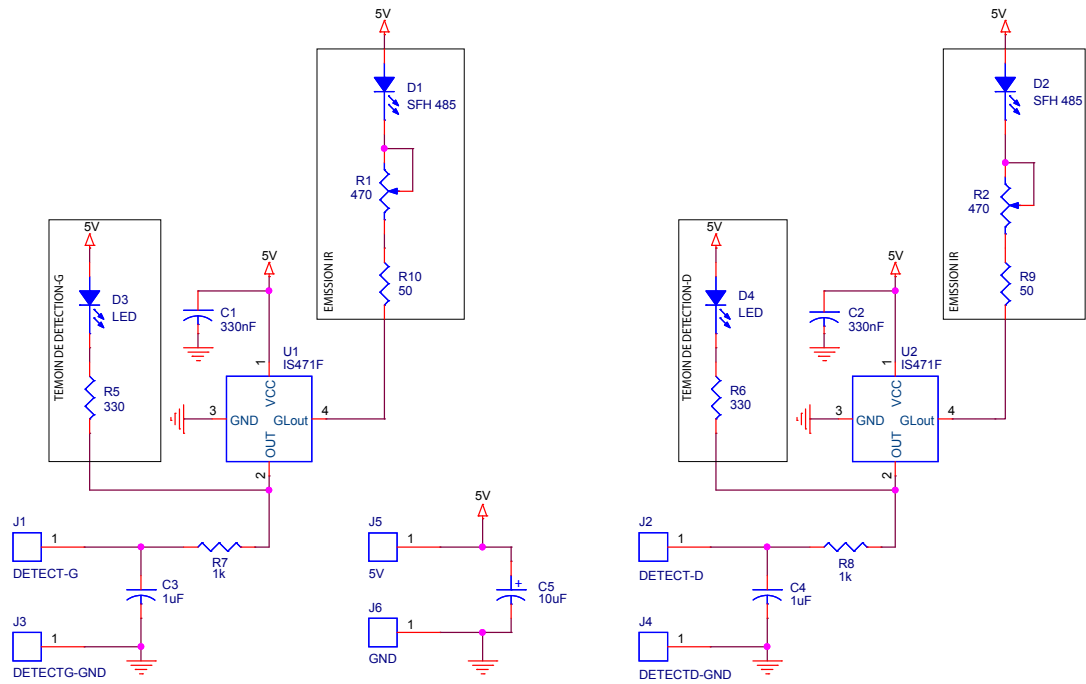 5V
D1
SFH 485
R1
470
R10
50
EMISSION IR
5V
D3
LED
R5
330
TEMOIN DE DETECTION-G
5V
C1
330nF
U1
IS471F
1
VCC
3
GND
GLout
4
OUT
2
J1
1
DETECT-G
R7
1k
C3
1uF
J3
1
DETECTG-GND
5V
J5
1
5V
C5
10uF
J6
1
GND
5V
D2
SFH 485
R2
470
R9
50
EMISSION IR
5V
D4
LED
R6
330
TEMOIN DE DETECTION-D
5V
C2
330nF
U2
IS471F
1
VCC
3
GND
GLout
4
OUT
2
J2
1
DETECT-D
R8
1k
C4
1uF
J4
1
DETECTD-GND